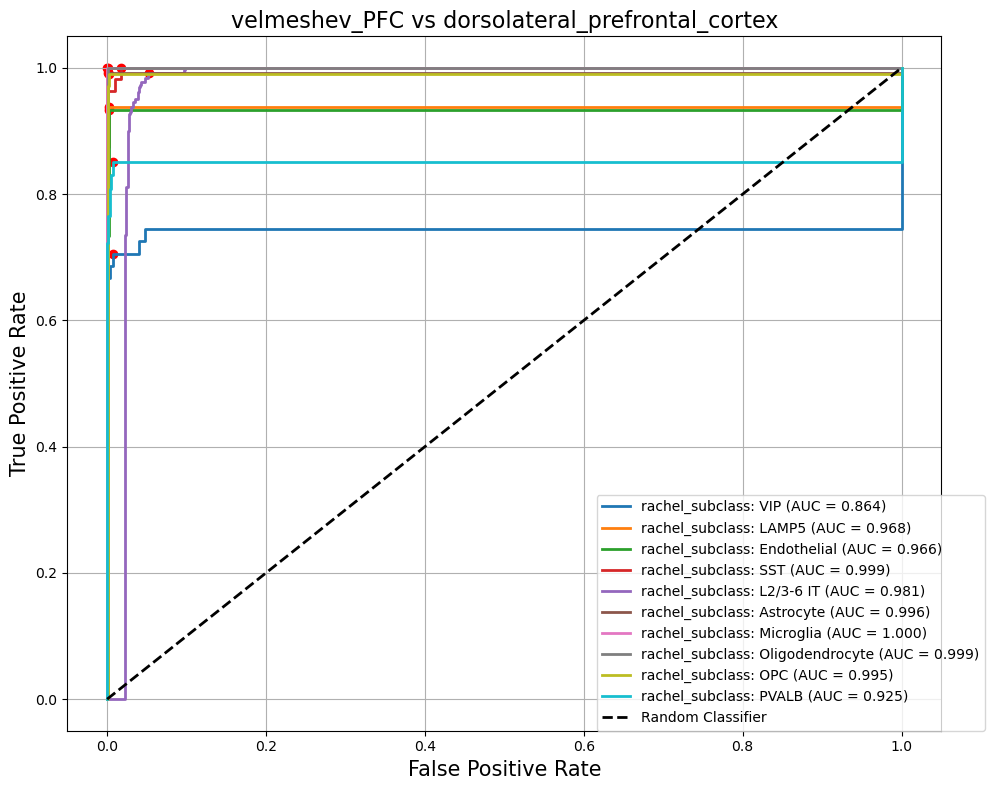 velmeshev_PFC vs dorsolateral_prefrontal_cortex
True Positive Rate
1.0
0.8
0.6
0.4
0.2
0.0
0.0 0.2 0.4 0.6 0.8 1.0
False Positive Rate
rachel_subclass: VIP (AUC = 0.864)
rachel_subclass: LAMP5 (AUC = 0.968)
rachel_subclass: Endothelial (AUC = 0.966)
rachel_subclass: SST (AUC = 0.999)
rachel_subclass: L2/3-6 IT (AUC = 0.981)
rachel_subclass: Astrocyte (AUC = 0.996)
rachel_subclass: Microglia (AUC = 1.000)
rachel_subclass: Oligodendrocyte (AUC = 0.999)
rachel_subclass: OPC (AUC = 0.995)
rachel_subclass: PVALB (AUC = 0.925)
Random Classifier